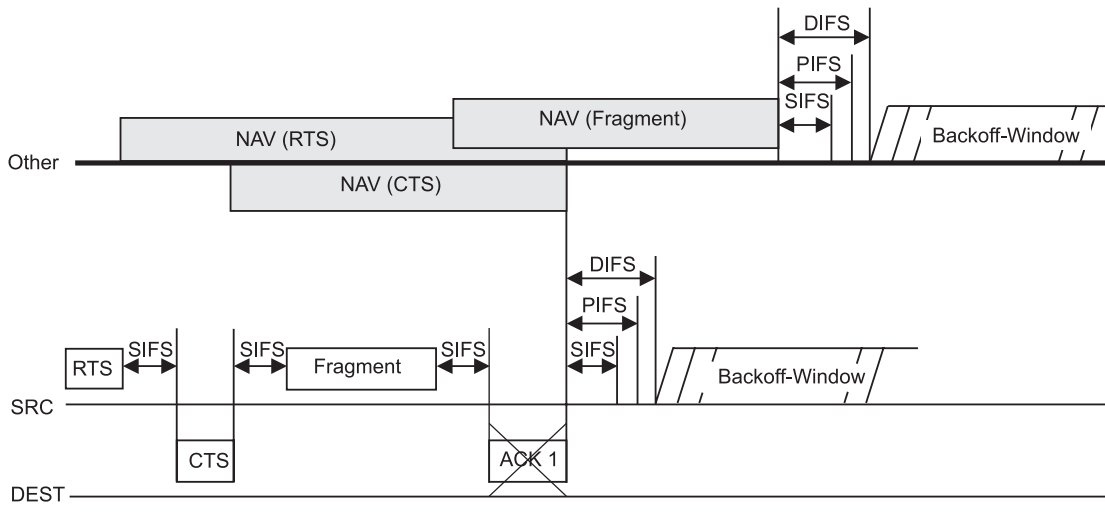 DIFS
PIFS
SIFS
NAV (Fragment)
NAV (RTS)
Backoff-Window
Other
NAV (CTS)
DIFS
PIFS
SIFS
SIFS
SIFS
SIFS
RTS
Fragment
Backoff-Window
SRC
CTS
ACK 1
DEST